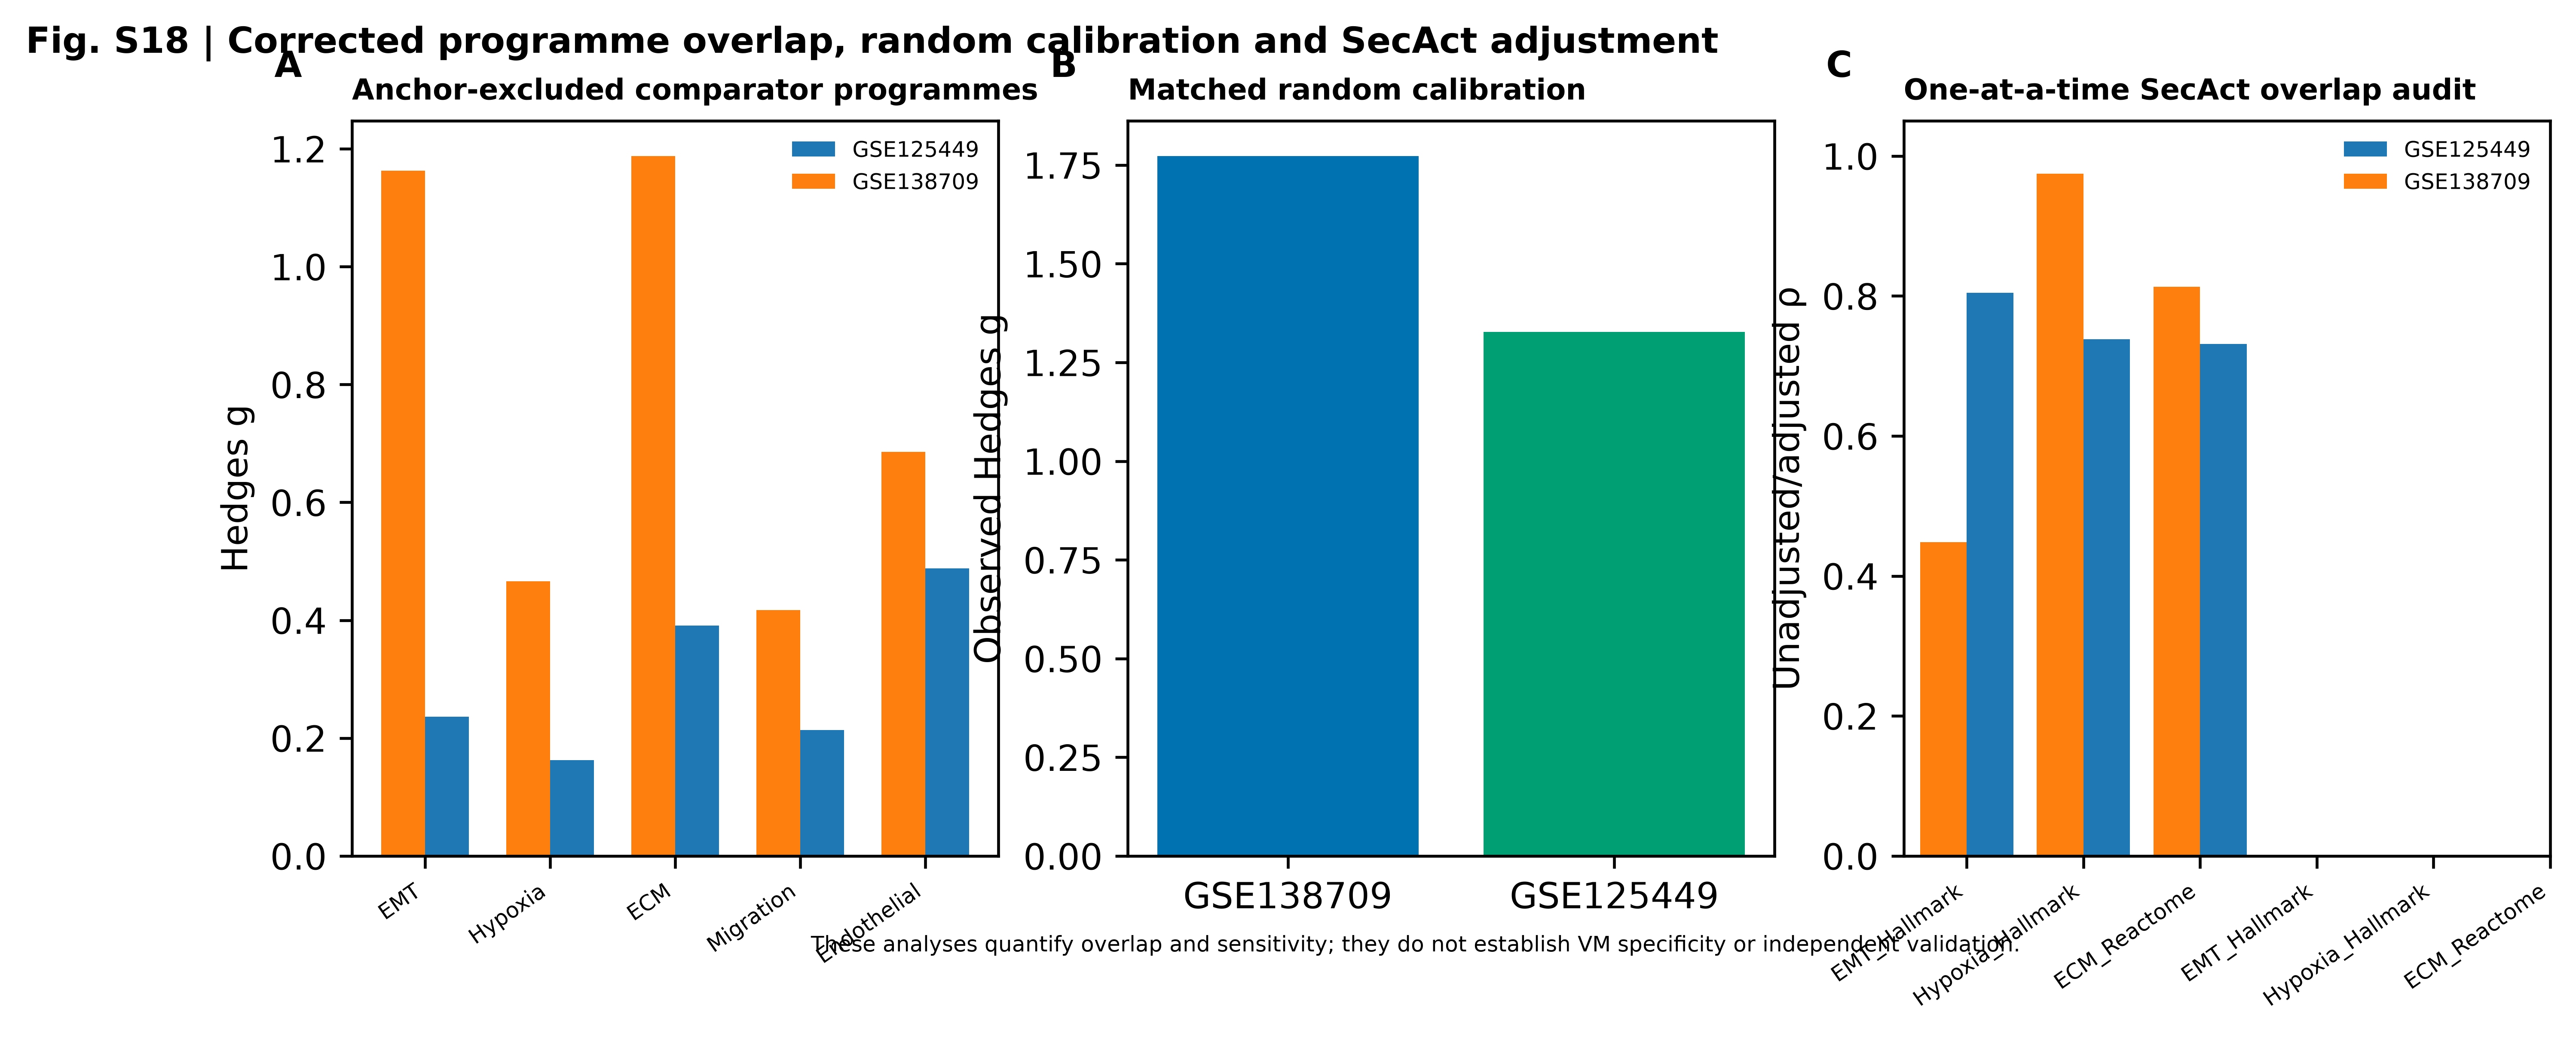 Fig. S18 | Corrected programme overlap, random calibration and SecAct adjustment
A
Anchor-excluded comparator programmes
Hedges g
1.2
1.0
0.8
0.6
0.4
0.2
0.0
GSE125449
GSE138709
EMT
Hypoxia
ECM
Migration
Endothelial
B
Matched random calibration
Observed Hedges g
1.75
1.50
1.25
1.00
0.75
0.50
0.25
0.00
GSE138709
GSE125449
C
One-at-a-time SecAct overlap audit
Unadjusted/adjusted ρ
1.0
0.8
0.6
0.4
0.2
0.0
GSE125449
GSE138709
EMT_Hallmark
Hypoxia_Hallmark
ECM_Reactome
EMT_Hallmark
Hypoxia_Hallmark
ECM_Reactome
These analyses quantify overlap and sensitivity; they do not establish VM specificity or independent validation.